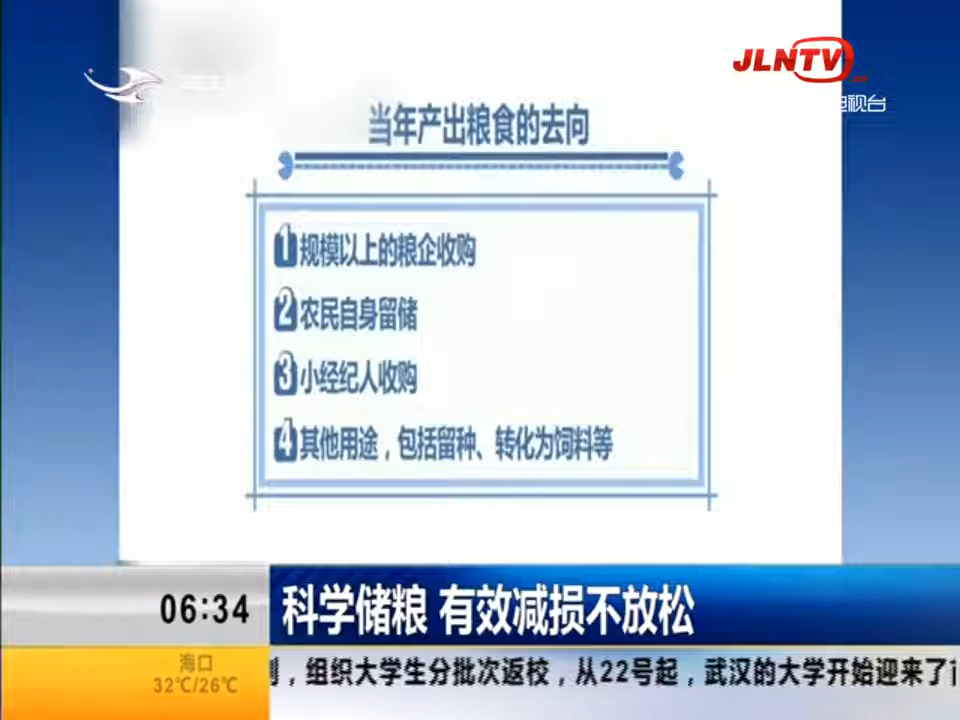 JLNTV
电视台
当年产出粮食的去向
1 规模以上的粮企收购
2 农民自身留储
3 小经纪人收购
4 其他用途，包括留种、转化为饲料等
06:34
科学储粮 有效减损不放松
海口
32℃/26℃
，组织大学生分批次返校，从22号起，武汉的大学开始迎来了